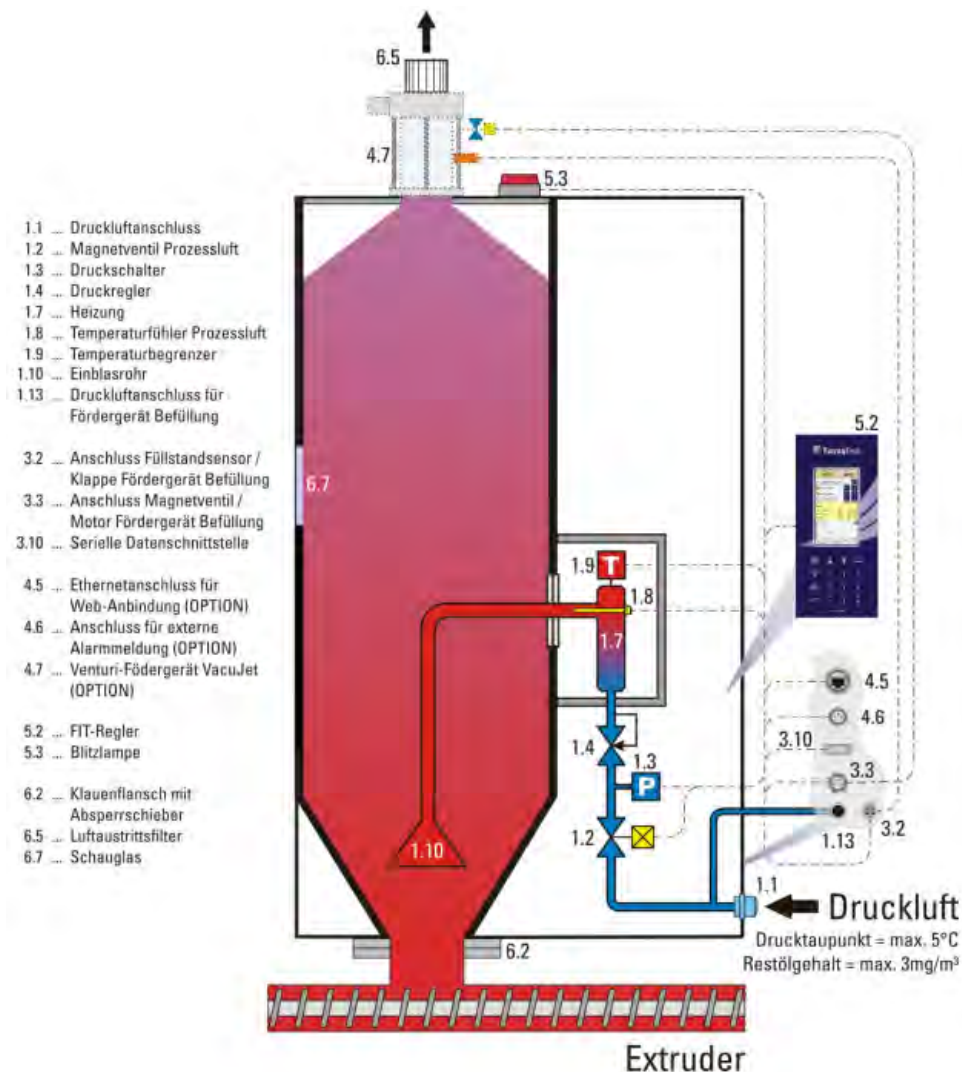 6.5
4.7
5.3
1.1 ... Druckluftanschluss
1.2 ... Magnetventil Prozessluft
1.3 ... Druckschalter
1.4 ... Druckregler
1.7 ... Heizung
1.8 ... Temperaturfühler Prozessluft
1.9 ... Temperaturbegrenzer
1.10 ... Einblasrohr
1.13 ... Druckluftanschluss für
Fördergerät Befüllung
3.2 ... Anschluss Füllstandsensor /
Klappe Fördergerät Befüllung
3.3 ... Anschluss Magnetventil /
Motor Fördergerät Befüllung
3.10 ... Serielle Datenschnittstelle
4.5 ... Ethernetanschluss für
Web-Anbindung (OPTION)
4.6 ... Anschluss für externe
Alarmmeldung (OPTION)
4.7 ... Venturi-Födergerät VacuJet
(OPTION)
5.2 ... FIT-Regler
5.3 ... Blitzlampe
6.2 ... Klauenflansch mit
Absperrschieber
6.5 ... Luftaustrittsfilter
6.7 ... Schauglas
5.2
6.7
1.9
T
1.8
1.7
4.5
4.6
1.4
3.10
1.3
P
3.3
1.2
1.13
3.2
1.10
1.1
Druckluft
Drucktaupunkt = max. 5°C
Restölgehalt = max. 3mg/m³
6.2
Extruder